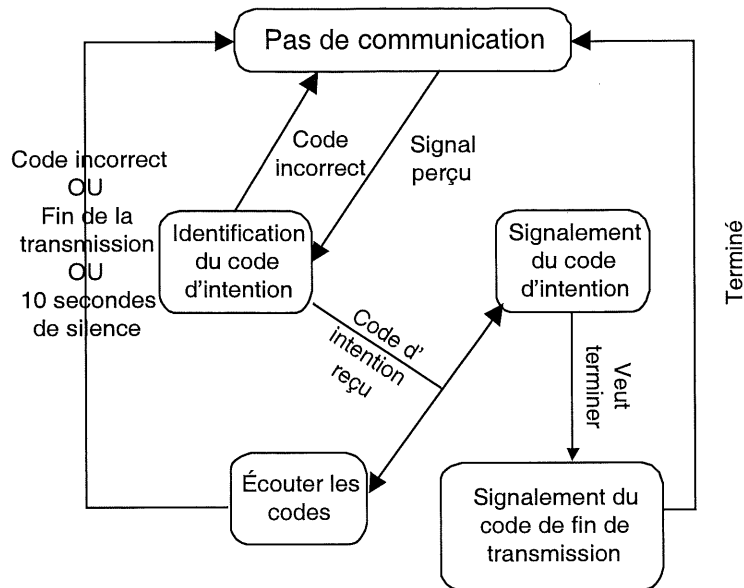 Pas de communication
Code
incorrect
Signal
perçu
Code incorrect
OU
Fin de la
transmission
OU
10 secondes
de silence
Identification
du code
d'intention
Signalement
du code
d'intention
Terminé
Code d'
intention
reçu
Veut
terminer
Écouter les
codes
Signalement du
code de fin de
transmission